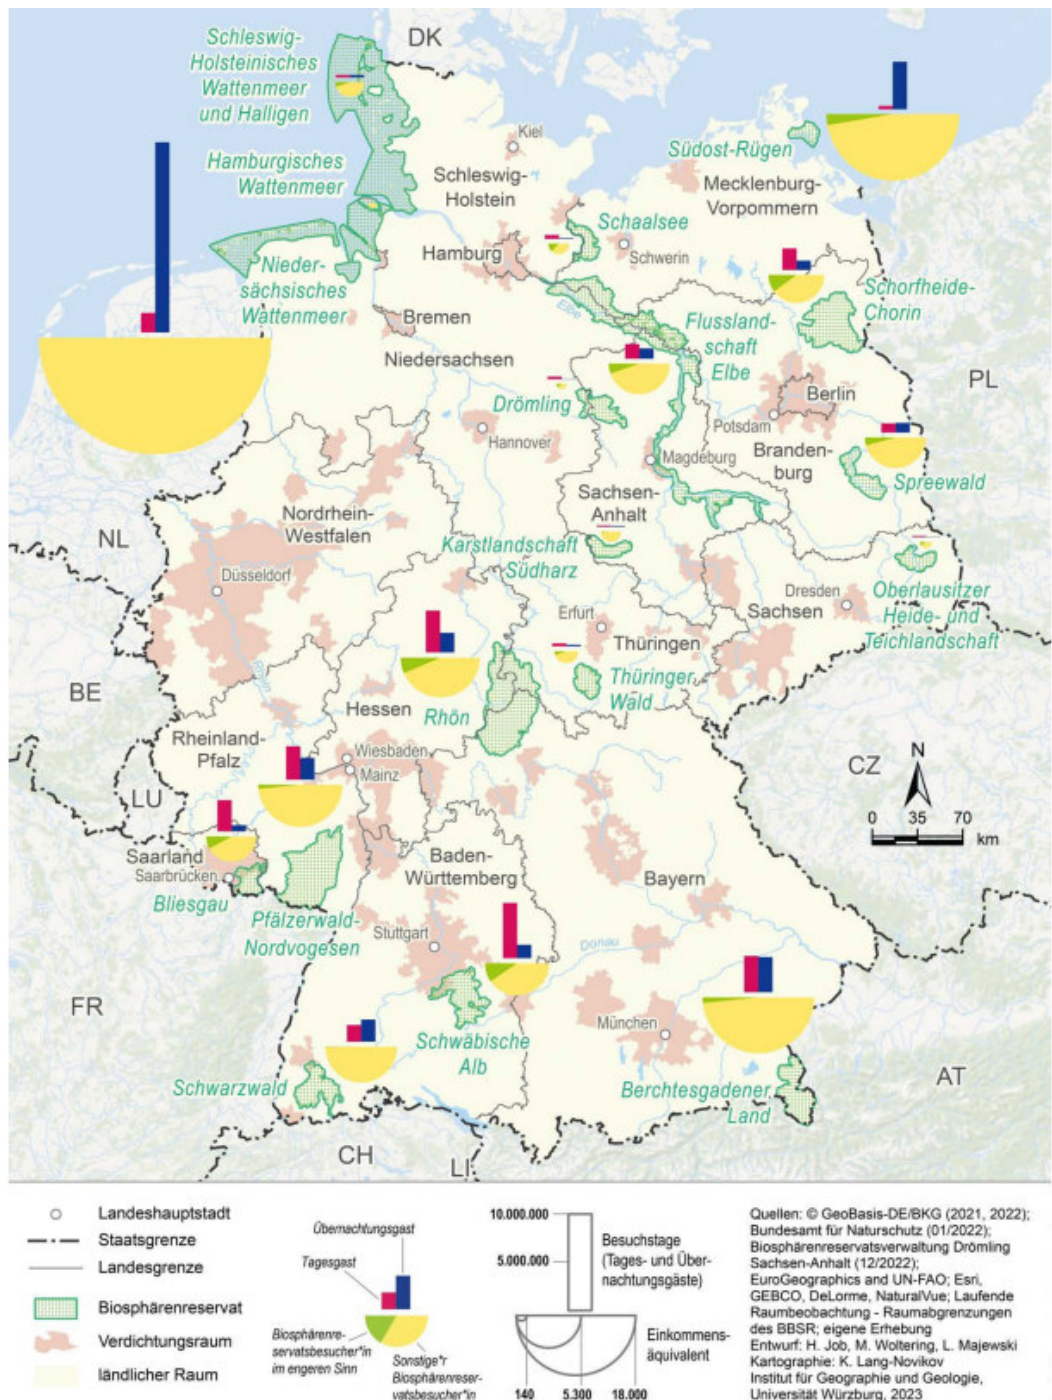 DK
Schleswig-
Holsteinisches
Wattenmeer
und Halligen
Kiel
Südost-Rügen
Hamburgisches
Wattenmeer
Schleswig-
Holstein
Mecklenburg-
Vorpommern
Schaalsee
Hamburg
Schwerin
Nieder-
sächsisches
Wattenmeer
Schorfheide-
Chorin
Elbe
Bremen
Flussland-
schaft
Elbe
Niedersachsen
PL
Drömling
Berlin
Potsdam
Hannover
Branden-
burg
Magdeburg
Spreewald
Sachsen-
Anhalt
Nordrhein-
Westfalen
NL
Karstlandschaft
Südharz
Düsseldorf
Dresden
Oberlausitzer
Heide- und
Teichlandschaft
Erfurt
Sachsen
Thüringen
Rhein
BE
Thüringer
Wald
Hessen
Rhön
Rheinland-
Pfalz
Wiesbaden
Mainz
CZ
N
LU
0 35 70
km
Saarland
Saarbrücken
Baden-
Württemberg
Bayern
Bliesgau
Pfälzerwald-
Nordvogesen
Stuttgart
Donau
FR
München
Schwäbische
Alb
Schwarzwald
Berchtesgadener
Land
AT
CH
LI
Landeshauptstadt
Staatsgrenze
Landesgrenze
Biosphärenreservat
Verdichtungsraum
ländlicher Raum
Übernachtungsgast
Tagesgast
Biosphärenre-
servatsbesucher*in
im engeren Sinn
Sonstige*r
Biosphärenreser-
vatsbesucher*in
10.000.000
5.000.000
Besuchstage
(Tages- und Über-
nachtungsgäste)
Einkommens-
äquivalent
140 5.300 18.000
Quellen: © GeoBasis-DE/BKG (2021, 2022);
Bundesamt für Naturschutz (01/2022);
Biosphärenreservatsverwaltung Drömling
Sachsen-Anhalt (12/2022);
EuroGeographics and UN-FAO; Esri,
GEBCO, DeLorme, NaturalVue; Laufende
Raumbeobachtung - Raumabgrenzungen
des BBSR; eigene Erhebung
Entwurf: H. Job, M. Woltering, L. Majewski
Kartographie: K. Lang-Novikov
Institut für Geographie und Geologie,
Universität Würzburg, 2023